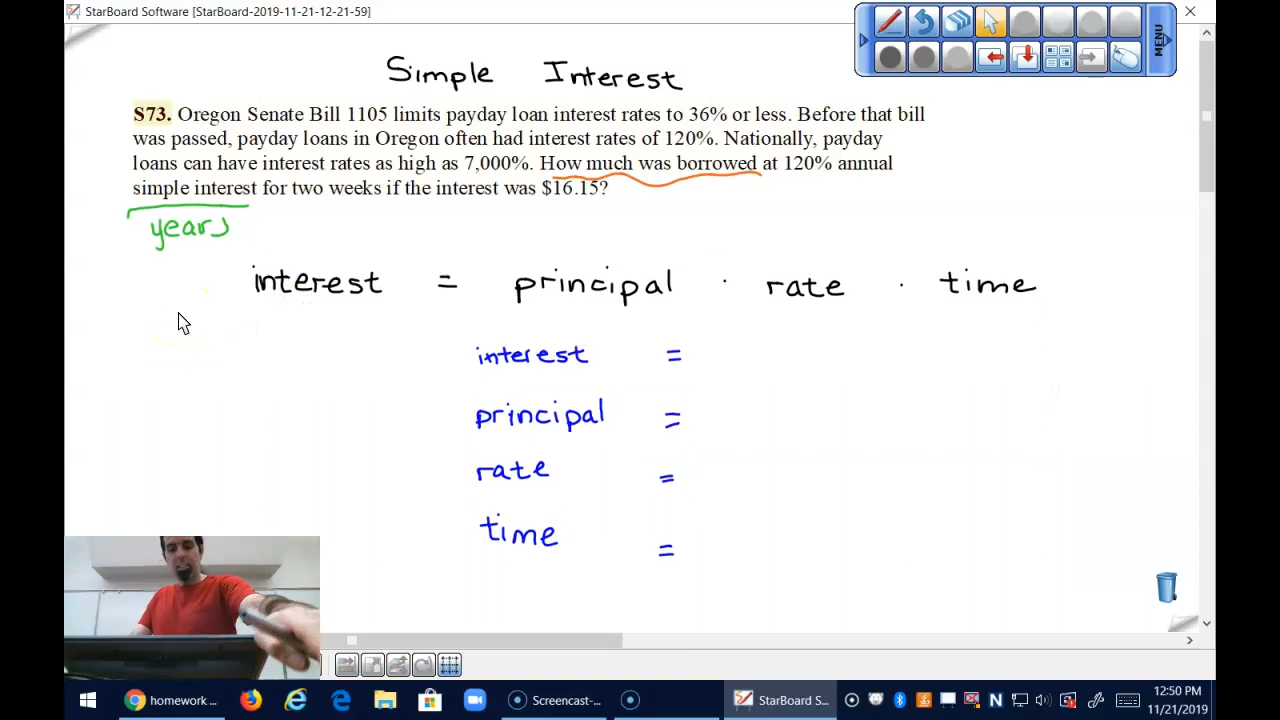 StarBoard Software [StarBoard-2019-11-21-12-21-59]
MENU
Simple Interest
S73. Oregon Senate Bill 1105 limits payday loan interest rates to 36% or less. Before that bill
was passed, payday loans in Oregon often had interest rates of 120%. Nationally, payday
loans can have interest rates as high as 7,000%. How much was borrowed at 120% annual
simple interest for two weeks if the interest was $16.15?
years
interest = principal · rate · time
interest =
principal =
rate =
time =
homework ...
Screencast-...
StarBoard S...
12:50 PM
11/21/2019